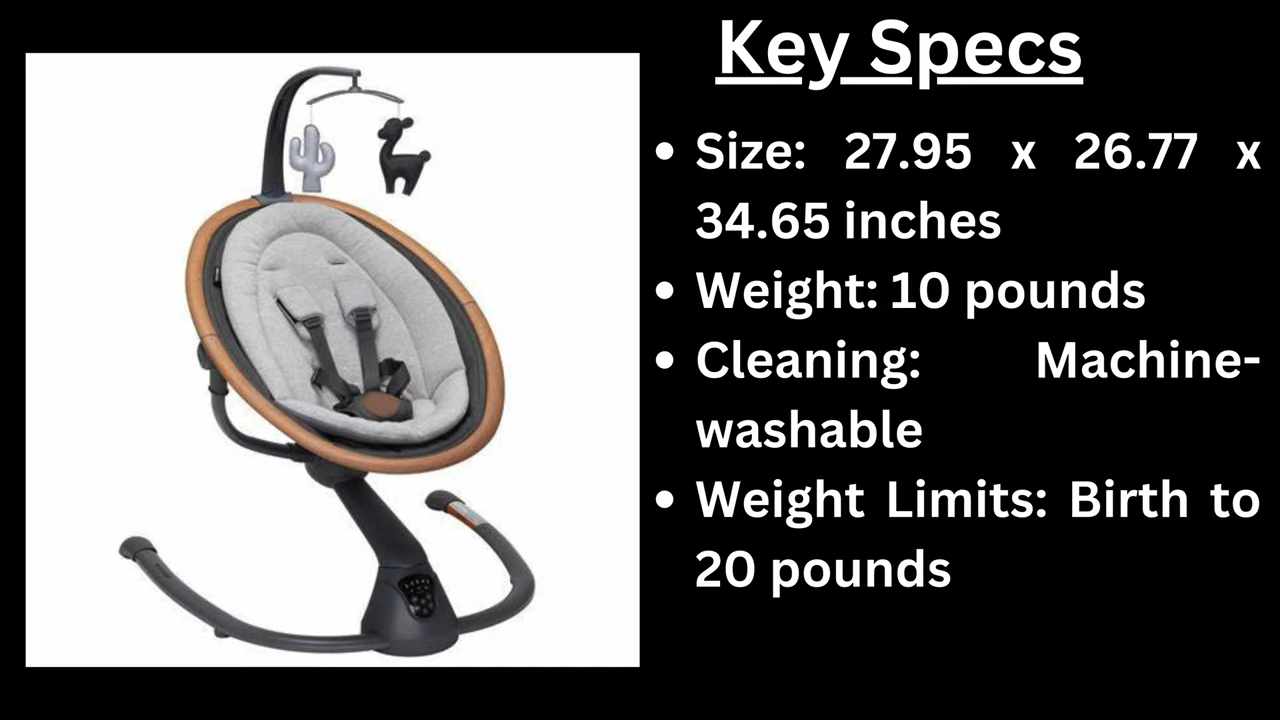 Key Specs
• Size: 27.95 x 26.77 x
34.65 inches
• Weight: 10 pounds
• Cleaning: Machine-
washable
• Weight Limits: Birth to
20 pounds